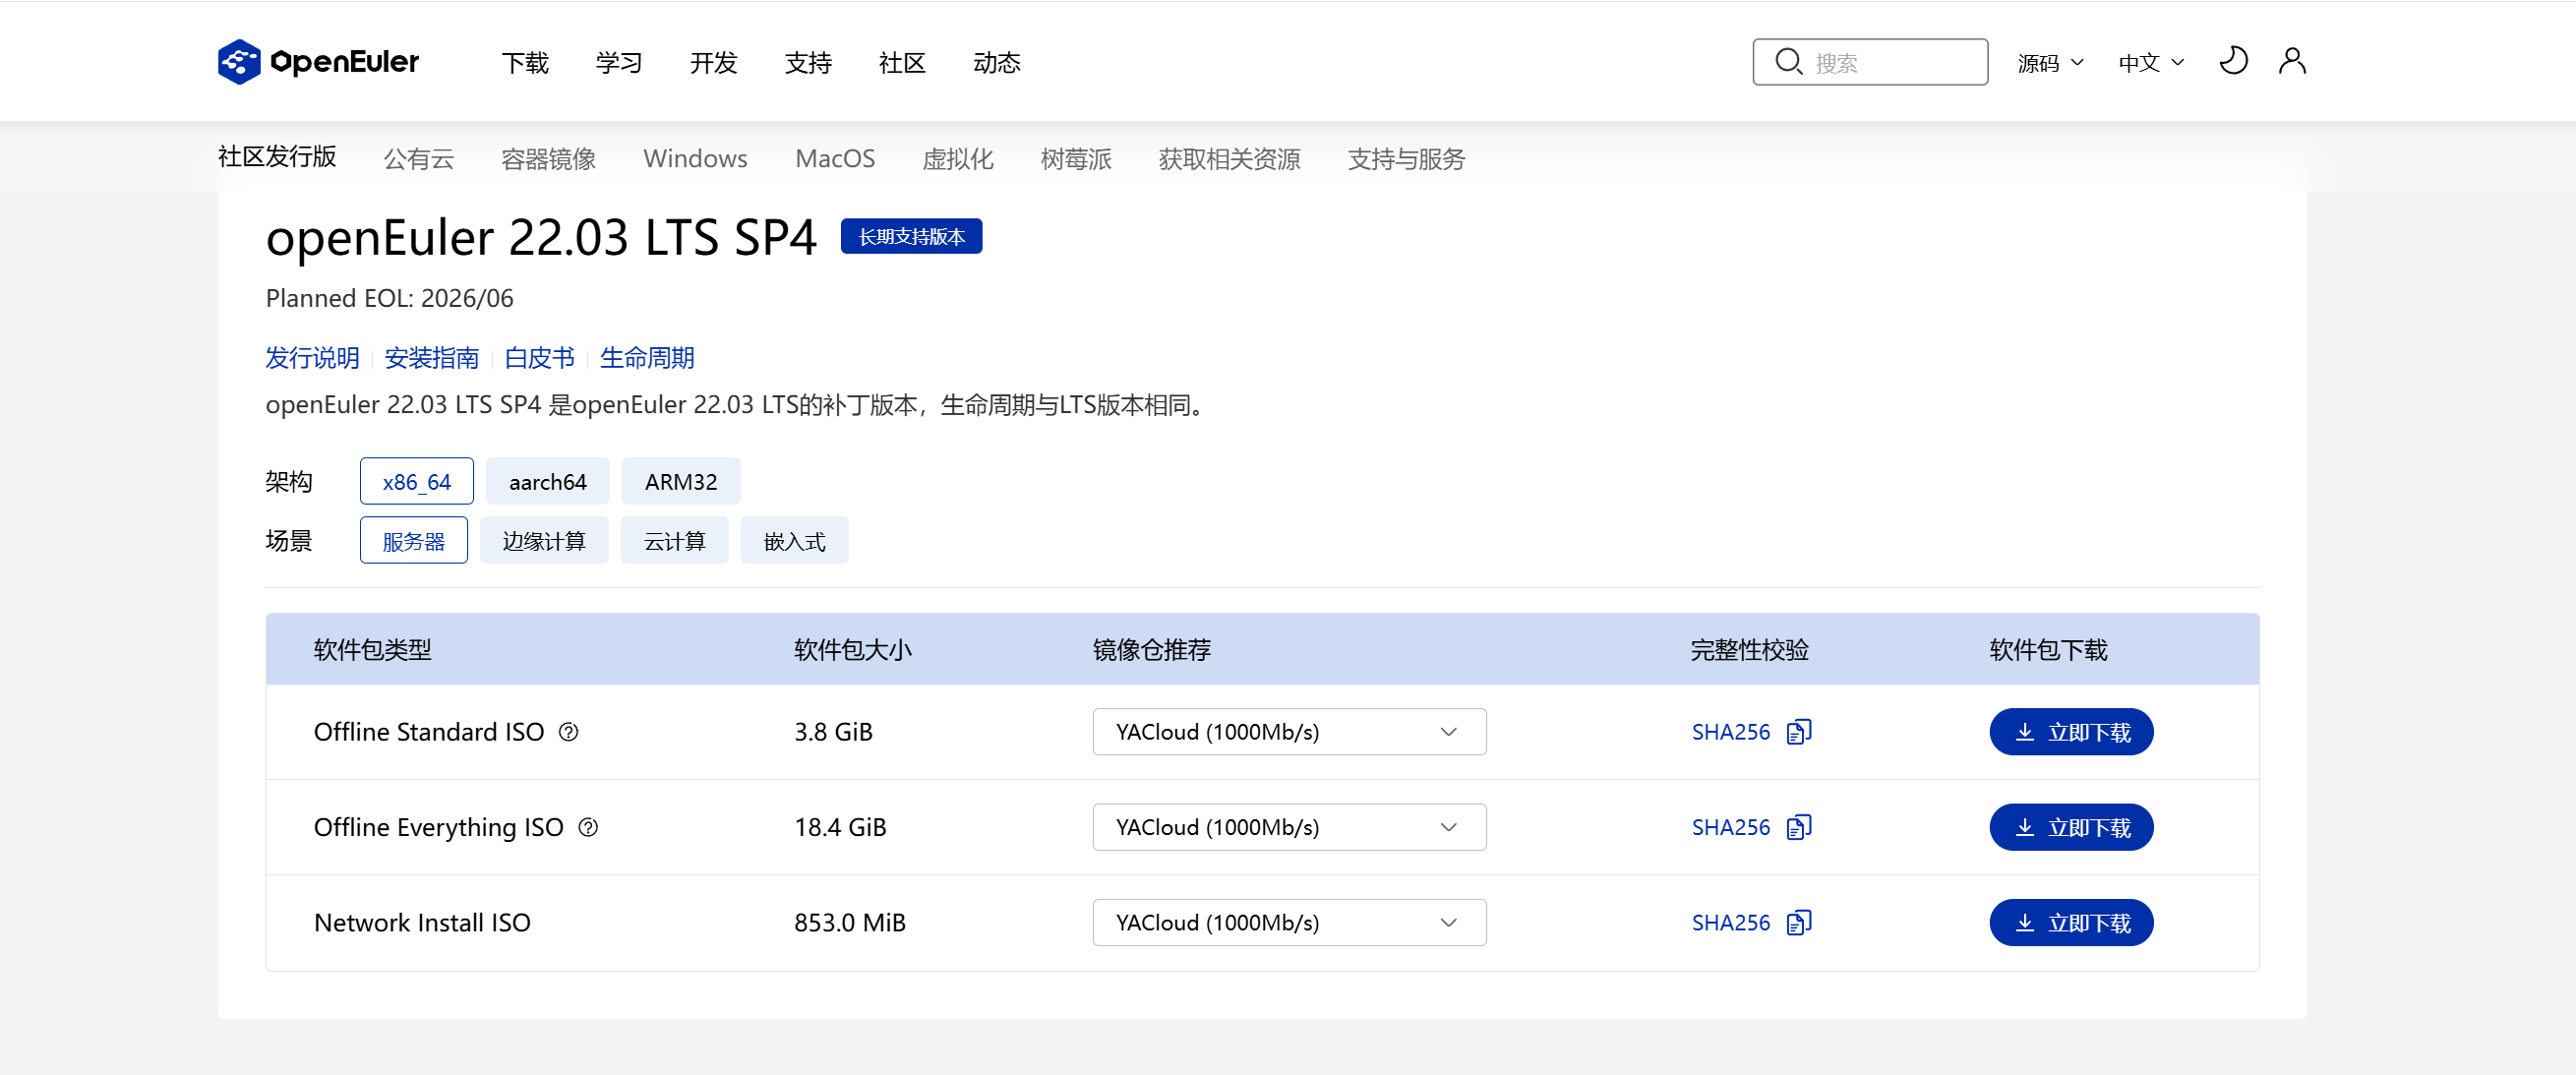 openEuler 下载 学习 开发 支持 社区 动态 搜索 源码 中文
社区发行版 公有云 容器镜像 Windows MacOS 虚拟化 树莓派 获取相关资源 支持与服务
openEuler 22.03 LTS SP4 长期支持版本
Planned EOL: 2026/06
发行说明 安装指南 白皮书 生命周期
openEuler 22.03 LTS SP4 是openEuler 22.03 LTS的补丁版本，生命周期与LTS版本相同。
架构 x86_64 aarch64 ARM32
场景 服务器 边缘计算 云计算 嵌入式
软件包类型 软件包大小 镜像仓推荐 完整性校验 软件包下载
Offline Standard ISO 3.8 GiB YACloud (1000Mb/s) SHA256 立即下载
Offline Everything ISO 18.4 GiB YACloud (1000Mb/s) SHA256 立即下载
Network Install ISO 853.0 MiB YACloud (1000Mb/s) SHA256 立即下载